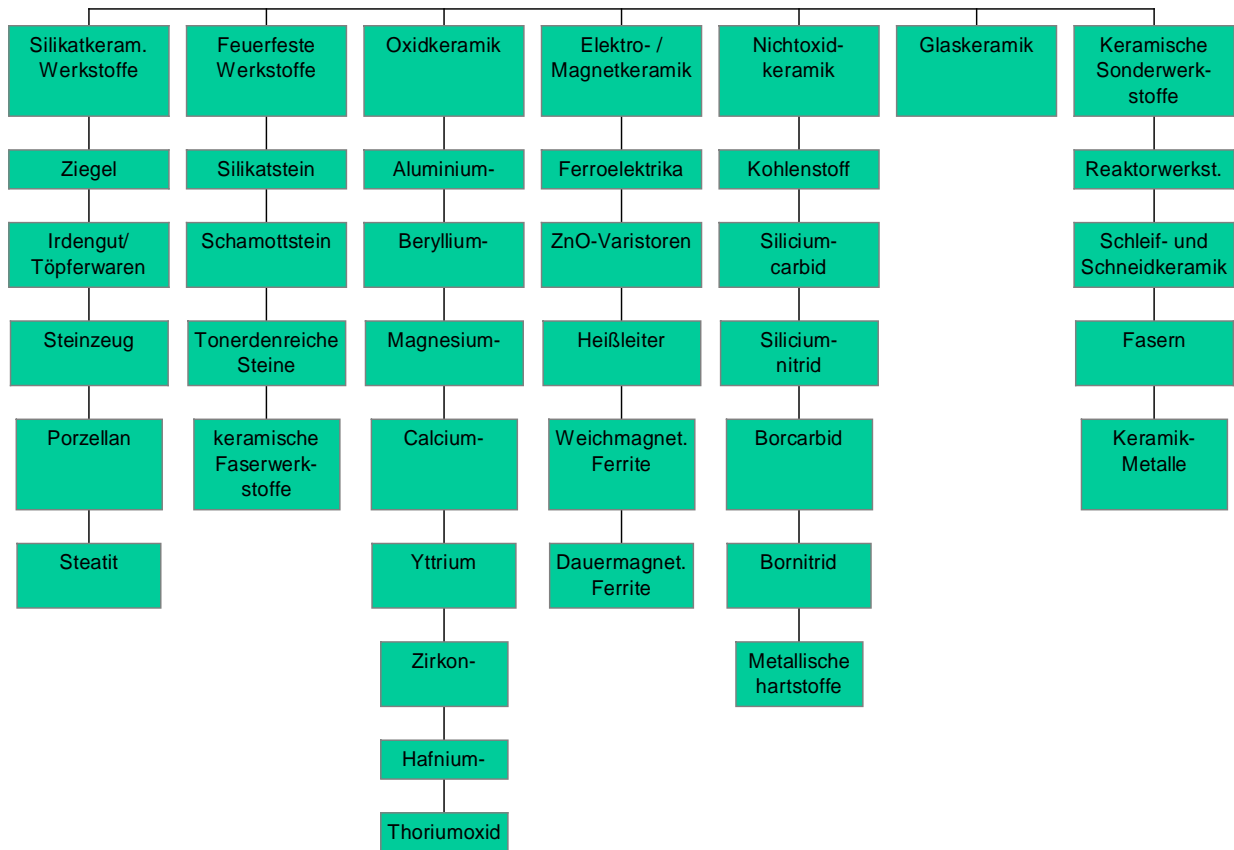 Silikatkeram.
Werkstoffe
Ziegel
Irdengut/
Töpferwaren
Steinzeug
Porzellan
Steatit
Feuerfeste
Werkstoffe
Silikatstein
Schamottstein
Tonerdenreiche
Steine
keramische
Faserwerk-
stoffe
Oxidkeramik
Aluminium-
Beryllium-
Magnesium-
Calcium-
Yttrium
Zirkon-
Hafnium-
Thoriumoxid
Elektro- /
Magnetkeramik
Ferroelektrika
ZnO-Varistoren
Heißleiter
Weichmagnet.
Ferrite
Dauermagnet.
Ferrite
Nichtoxid-
keramik
Kohlenstoff
Silicium-
carbid
Silicium-
nitrid
Borcarbid
Bornitrid
Metallische
hartstoffe
Glaskeramik
Keramische
Sonderwerk-
stoffe
Reaktorwerkst.
Schleif- und
Schneidkeramik
Fasern
Keramik-
Metalle